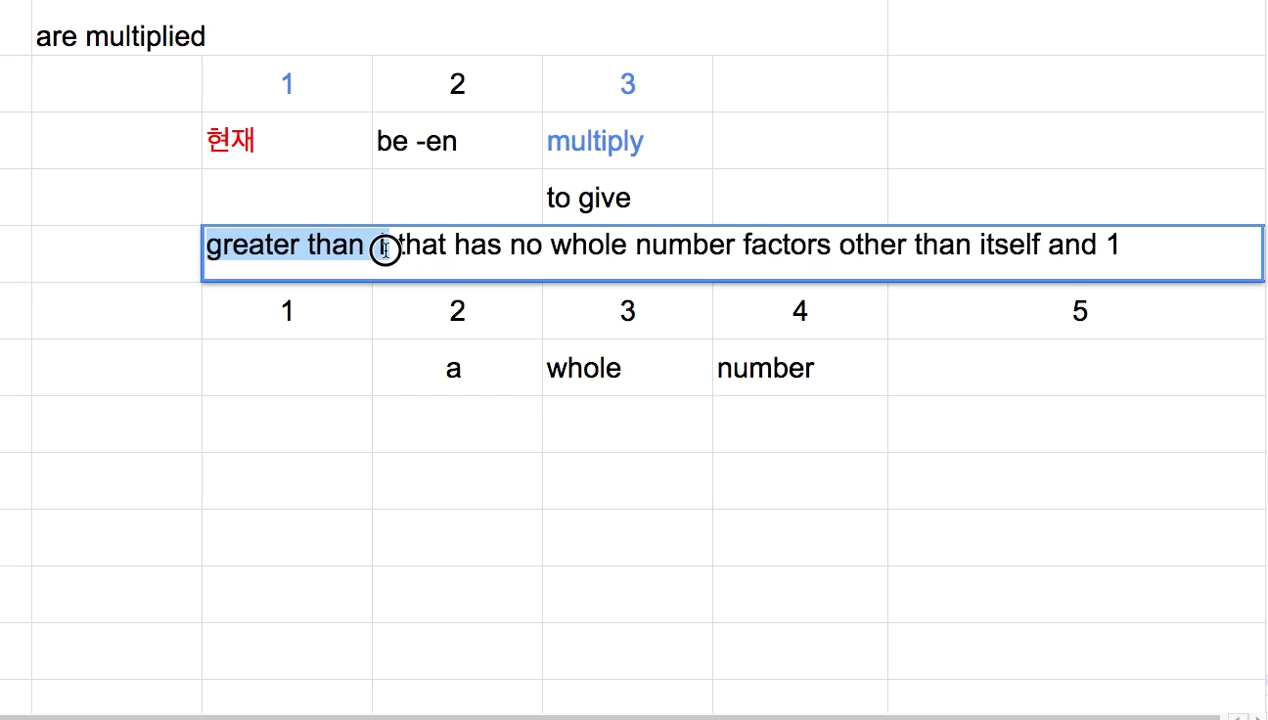 are multiplied
1 2 3
현재 be -en multiply
to give
greater than 1 that has no whole number factors other than itself and 1
1 2 3 4 5
a whole number